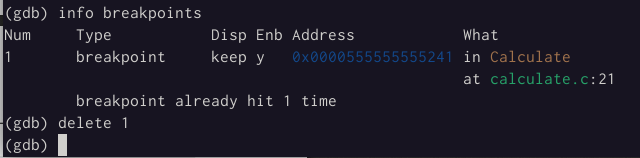 (gdb) info breakpoints
Num     Type           Disp Enb Address            What
1       breakpoint     keep y   0x0000555555555241 in Calculate
                                                   at calculate.c:21
        breakpoint already hit 1 time
(gdb) delete 1
(gdb)